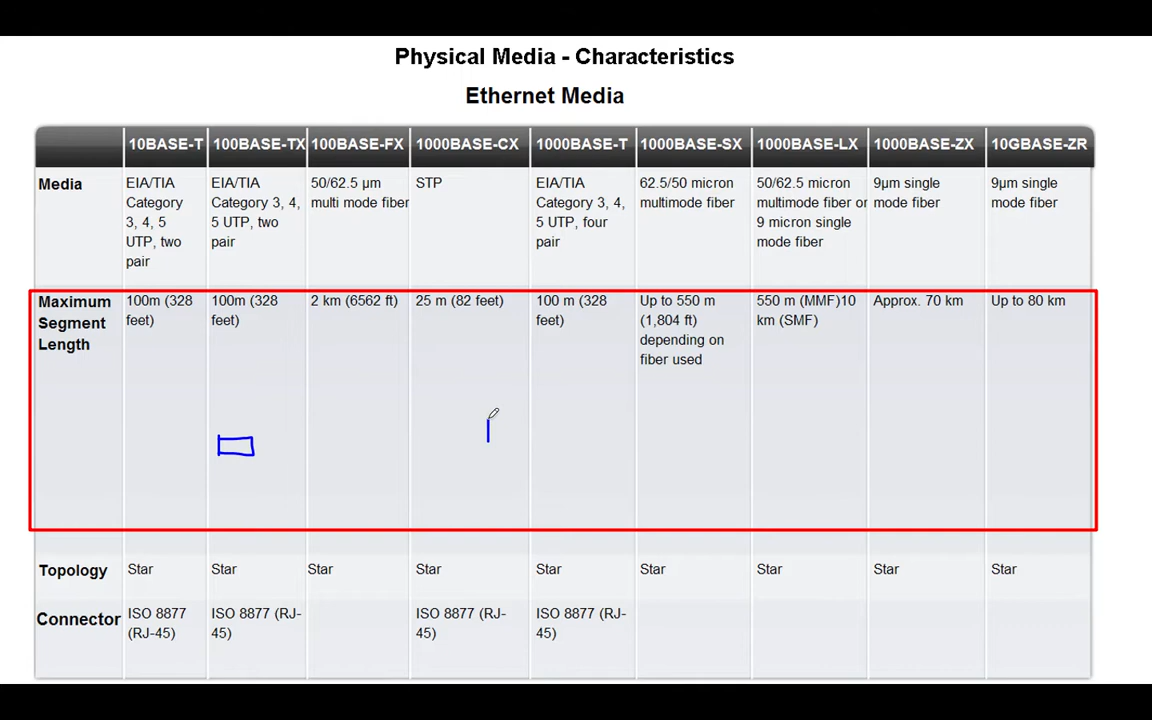 Physical Media - Characteristics
Ethernet Media
10BASE-T 100BASE-TX 100BASE-FX 1000BASE-CX 1000BASE-T 1000BASE-SX 1000BASE-LX 1000BASE-ZX 10GBASE-ZR
Media EIA/TIA EIA/TIA 50/62.5 µm STP EIA/TIA 62.5/50 micron 50/62.5 micron 9µm single 9µm single
Category Category 3, 4, multi mode fiber Category 3, 4, multimode fiber multimode fiber or mode fiber mode fiber
3, 4, 5 5 UTP, two 5 UTP, four 9 micron single
UTP, two pair pair mode fiber
pair
Maximum 100m (328 100m (328 2 km (6562 ft) 25 m (82 feet) 100 m (328 Up to 550 m 550 m (MMF)10 Approx. 70 km Up to 80 km
Segment feet) feet) feet) (1,804 ft) km (SMF)
Length depending on
fiber used
Topology Star Star Star Star Star Star Star Star Star
Connector ISO 8877 ISO 8877 (RJ- ISO 8877 (RJ- ISO 8877 (RJ-
(RJ-45) 45) 45) 45)